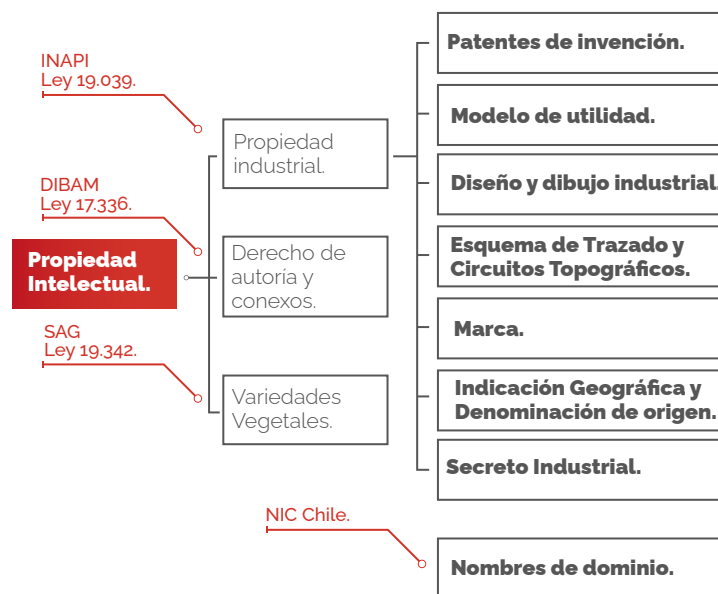 INAPI
Ley 19.039.
DIBAM
Ley 17.336.
Propiedad
Intelectual.
SAG
Ley 19.342.
Propiedad
industrial.
Derecho de
autoría y
conexos.
Variedades
Vegetales.
Patentes de invención.
Modelo de utilidad.
Diseño y dibujo industrial.
Esquema de Trazado y
Circuitos Topográficos.
Marca.
Indicación Geográfica y
Denominación de origen.
Secreto Industrial.
NIC Chile.
Nombres de dominio.